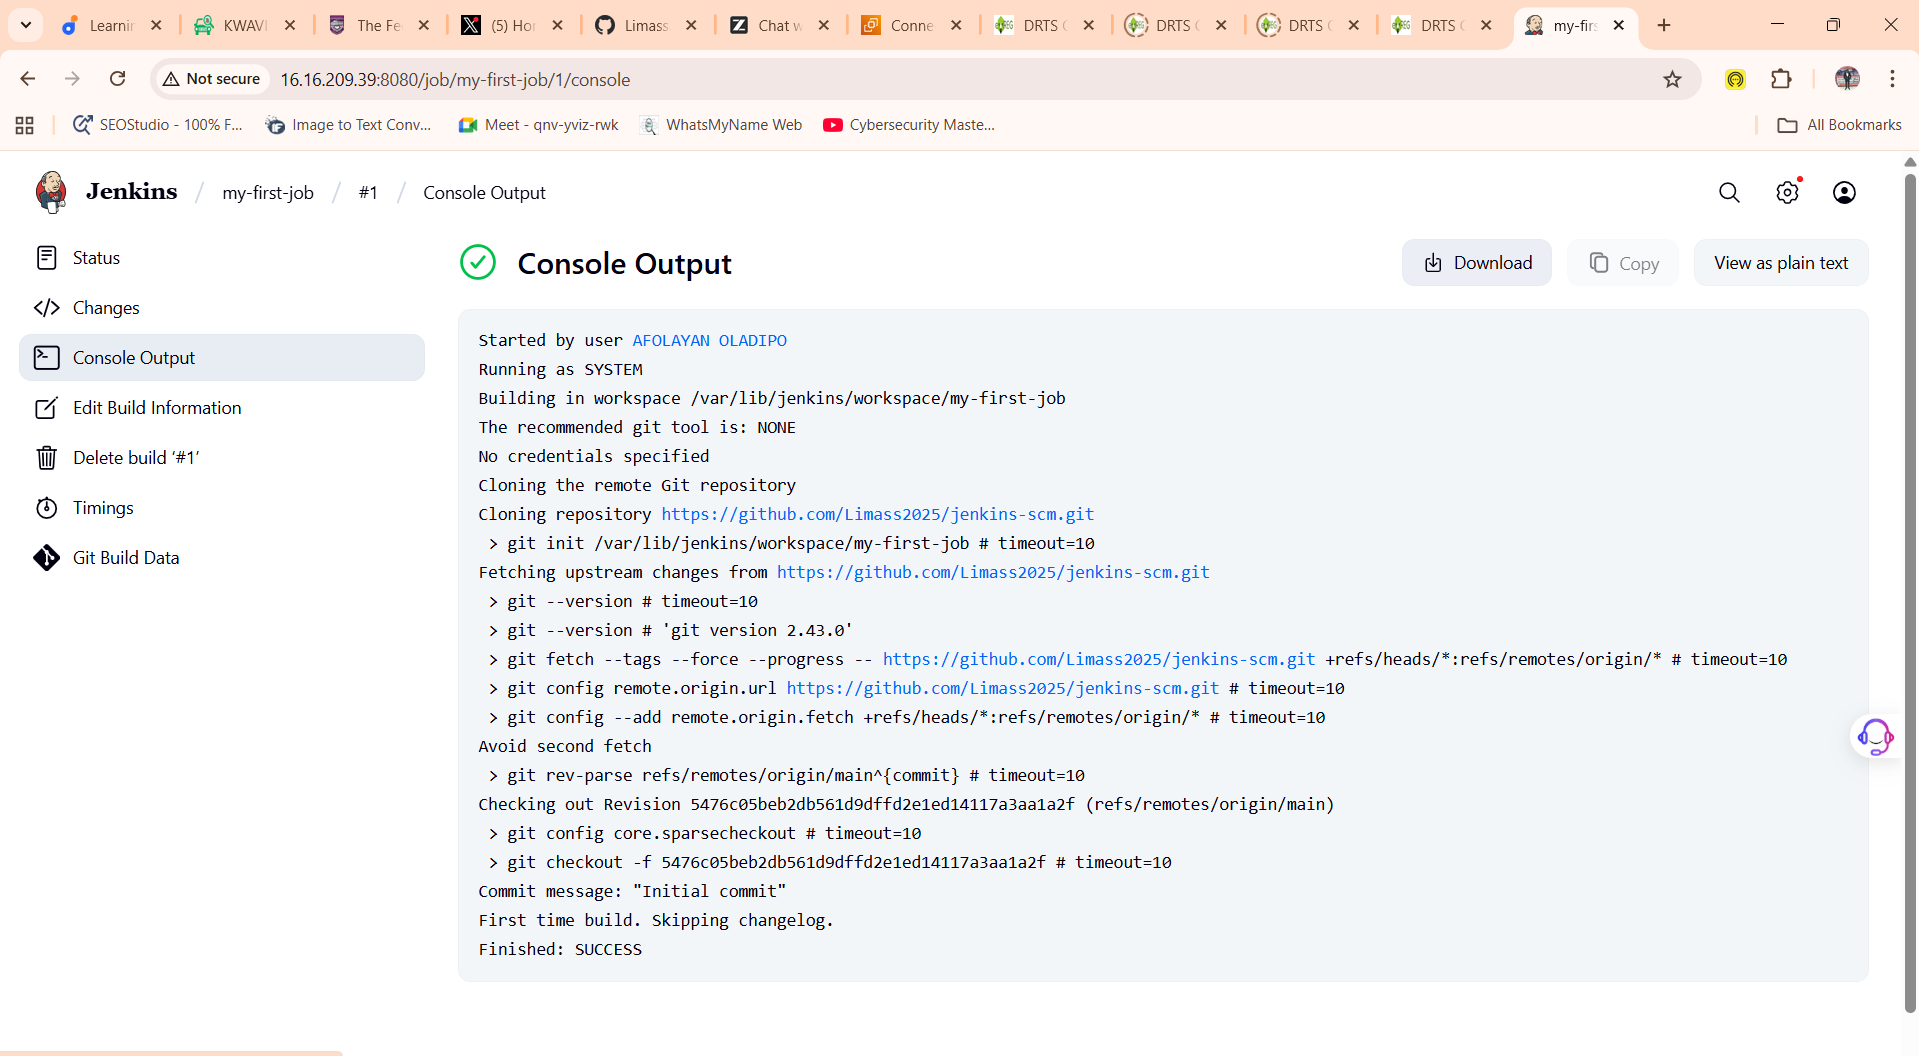 Learnin
KWAVI
The Fe
(5) Ho
Limass
Chat w
Conne
DRTS
DRTS
DRTS
DRTS
my-firs
Not secure
16.16.209.39:8080/job/my-first-job/1/console
SEOStudio - 100% F...
Image to Text Conv...
Meet - qnv-yviz-rwk
WhatsMyName Web
Cybersecurity Maste...
All Bookmarks
Jenkins / my-first-job / #1 / Console Output
Status
Changes
Console Output
Edit Build Information
Delete build ‘#1’
Timings
Git Build Data
Console Output
Download
Copy
View as plain text
Started by user AFOLAYAN OLADIPO
Running as SYSTEM
Building in workspace /var/lib/jenkins/workspace/my-first-job
The recommended git tool is: NONE
No credentials specified
Cloning the remote Git repository
Cloning repository https://github.com/Limass2025/jenkins-scm.git
> git init /var/lib/jenkins/workspace/my-first-job # timeout=10
Fetching upstream changes from https://github.com/Limass2025/jenkins-scm.git
> git --version # timeout=10
> git --version # 'git version 2.43.0'
> git fetch --tags --force --progress -- https://github.com/Limass2025/jenkins-scm.git +refs/heads/*:refs/remotes/origin/* # timeout=10
> git config remote.origin.url https://github.com/Limass2025/jenkins-scm.git # timeout=10
> git config --add remote.origin.fetch +refs/heads/*:refs/remotes/origin/* # timeout=10
Avoid second fetch
> git rev-parse refs/remotes/origin/main^{commit} # timeout=10
Checking out Revision 5476c05beb2db561d9dffd2e1ed14117a3aa1a2f (refs/remotes/origin/main)
> git config core.sparsecheckout # timeout=10
> git checkout -f 5476c05beb2db561d9dffd2e1ed14117a3aa1a2f # timeout=10
Commit message: "Initial commit"
First time build. Skipping changelog.
Finished: SUCCESS